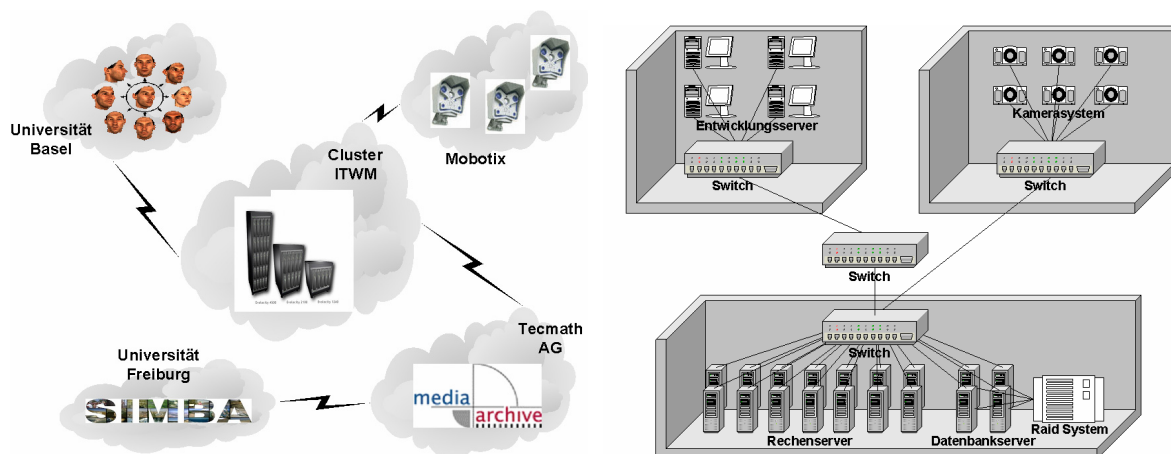 Universität
Basel
Cluster
ITWM
Mobotix
Universität
Freiburg
SIMBA
Tecmath
AG
media
archive
Entwicklungsserver
Switch
Kamerasystem
Switch
Switch
Switch
Rechenserver
Datenbankserver
Raid System